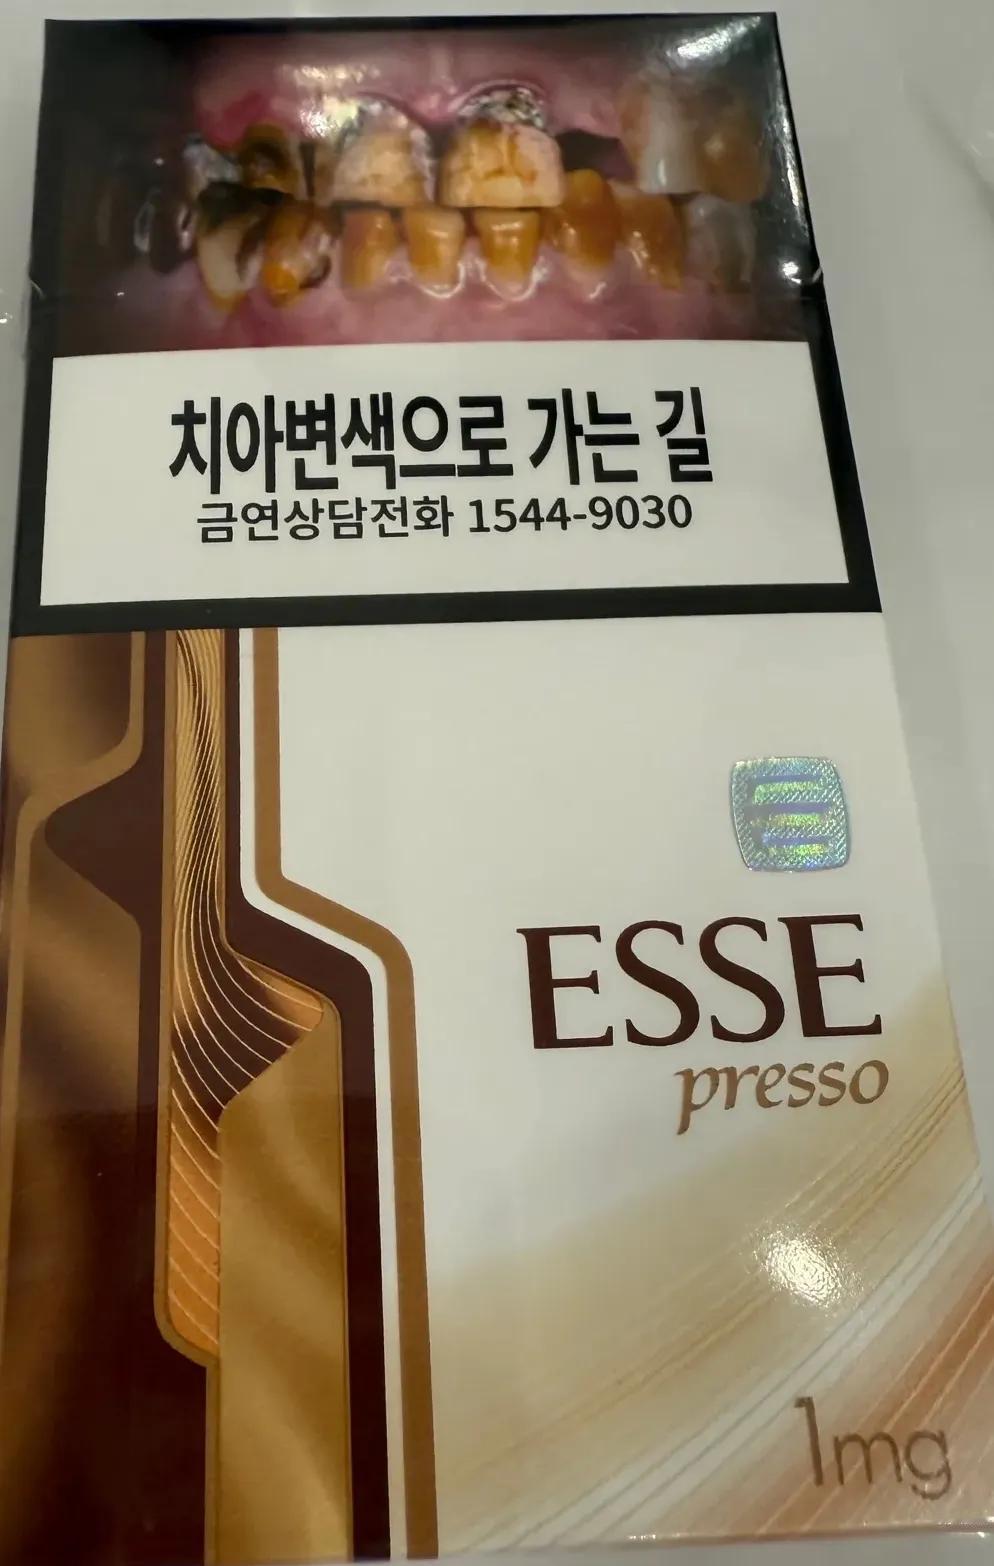 치아변색으로 가는 길
금연상담전화 1544-9030
ESSE
presso
1mg